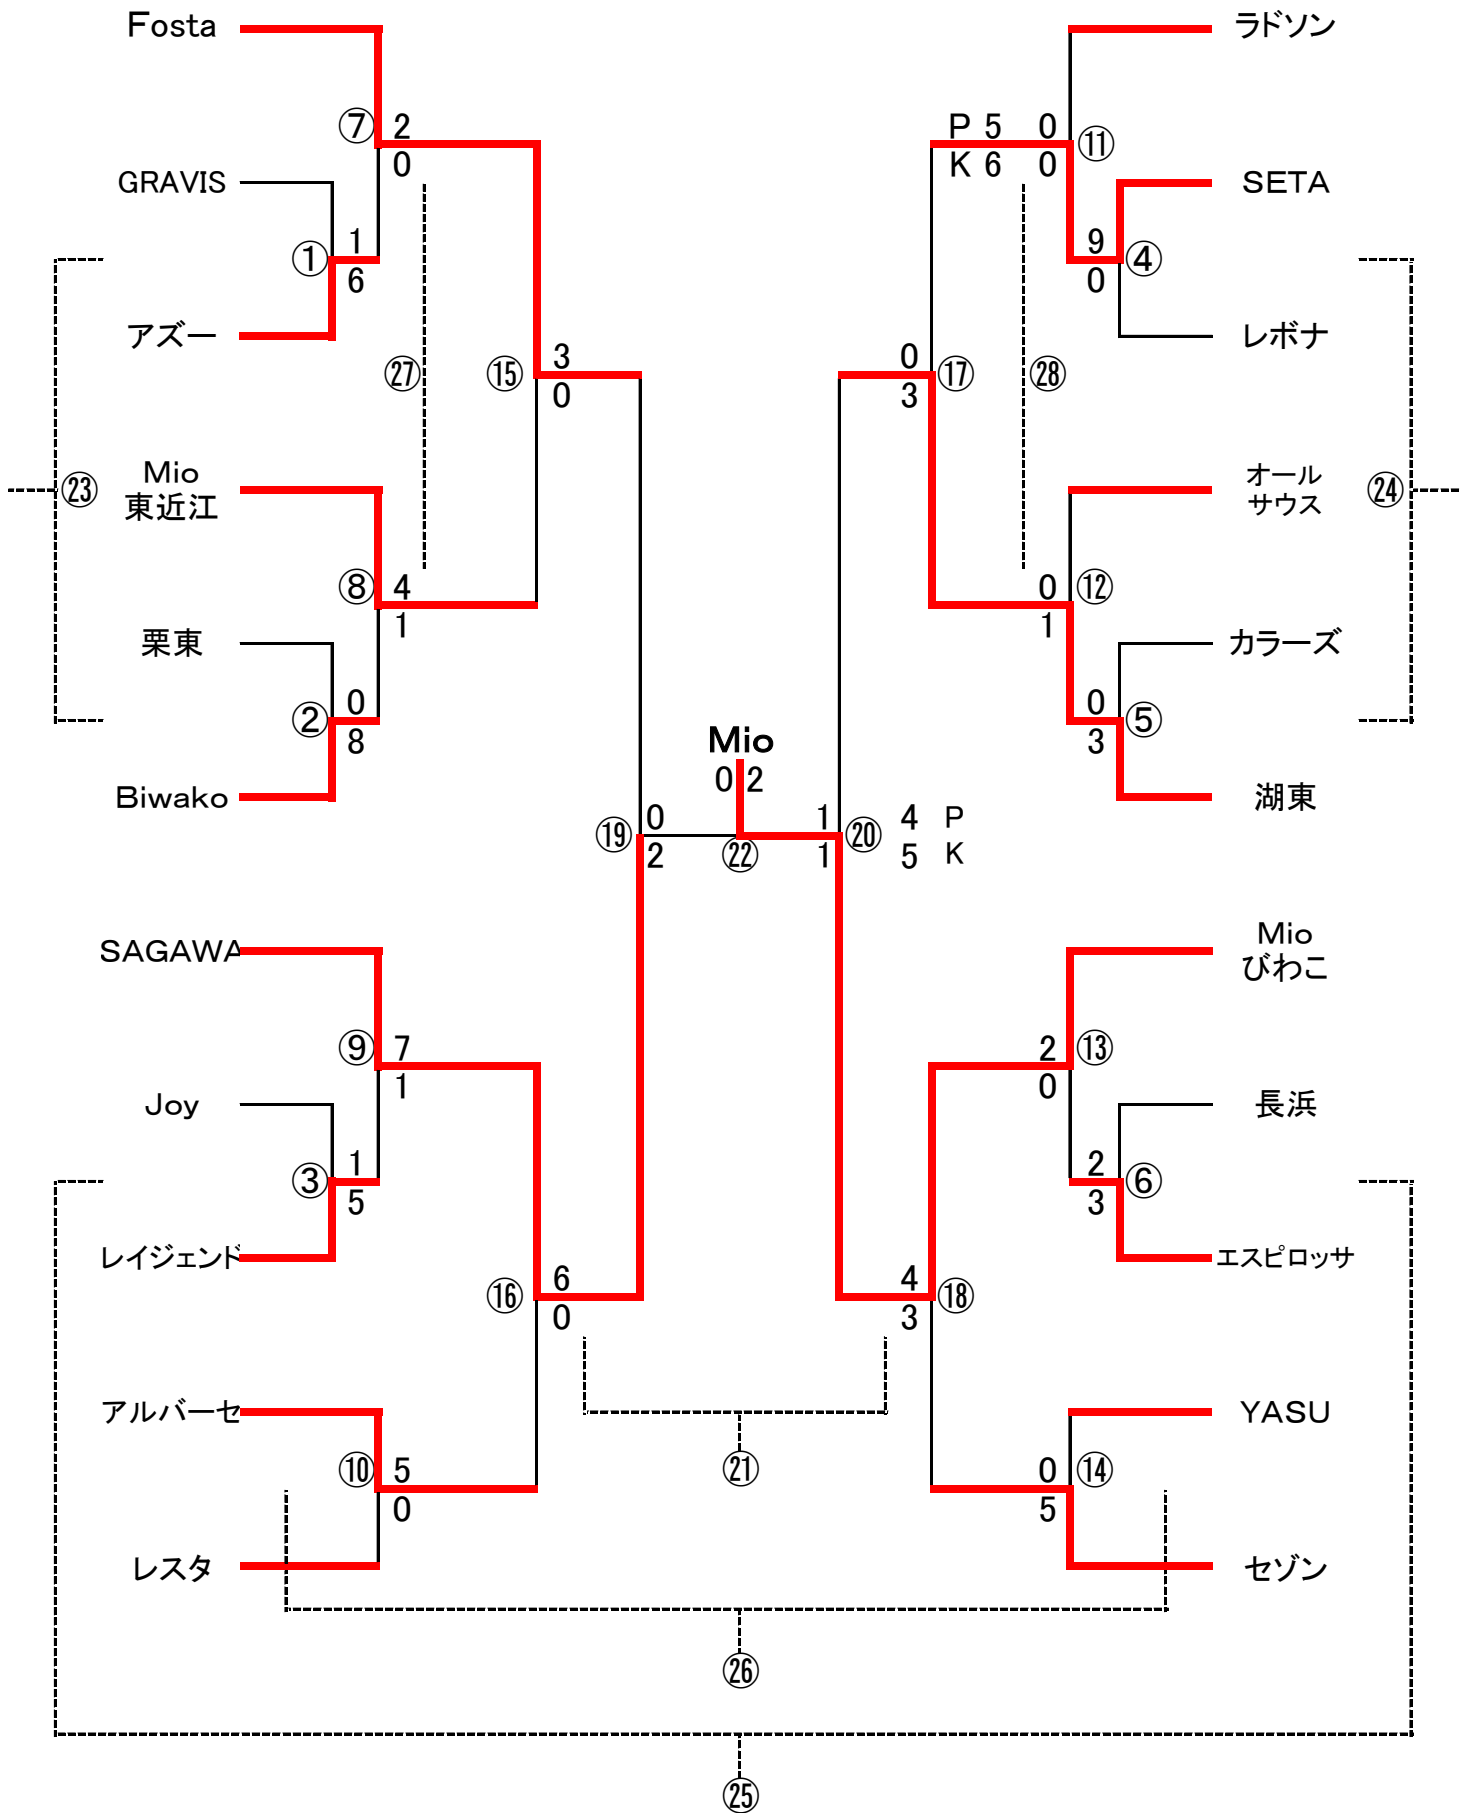 Fosta
ラドソン
⑦ 2
0
P 5 0
K 6 0
⑪
GRAVIS
SETA
① 1
6
9
0
④
アズー
レボナ
㉗
⑮ 3
0
0
3
⑰
㉘
㉓
Mio
東近江
オール
サウス
㉔
⑧ 4
1
0
1
⑫
栗東
カラーズ
② 0
8
0
3
⑤
Mio
0 2
Biwako
湖東
⑲ 0
2
㉒
1
1
⑳
4 P
5 K
SAGAWA
Mio
びわこ
⑨ 7
1
2
0
⑬
Joy
長浜
③ 1
5
2
3
⑥
レイジェンド
エスピロッサ
⑯ 6
0
4
3
⑱
アルバーセ
YASU
⑩ 5
0
㉑
0
5
⑭
レスタ
セゾン
㉖
㉕